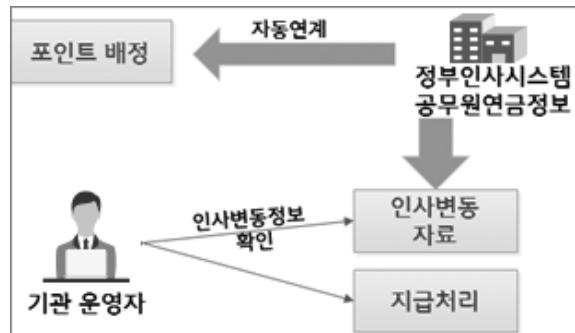 자동연계
포인트 배정
정부인사시스템
공무원연금정보
인사변동정보
확인
인사변동
자료
기관 운영자
지급처리